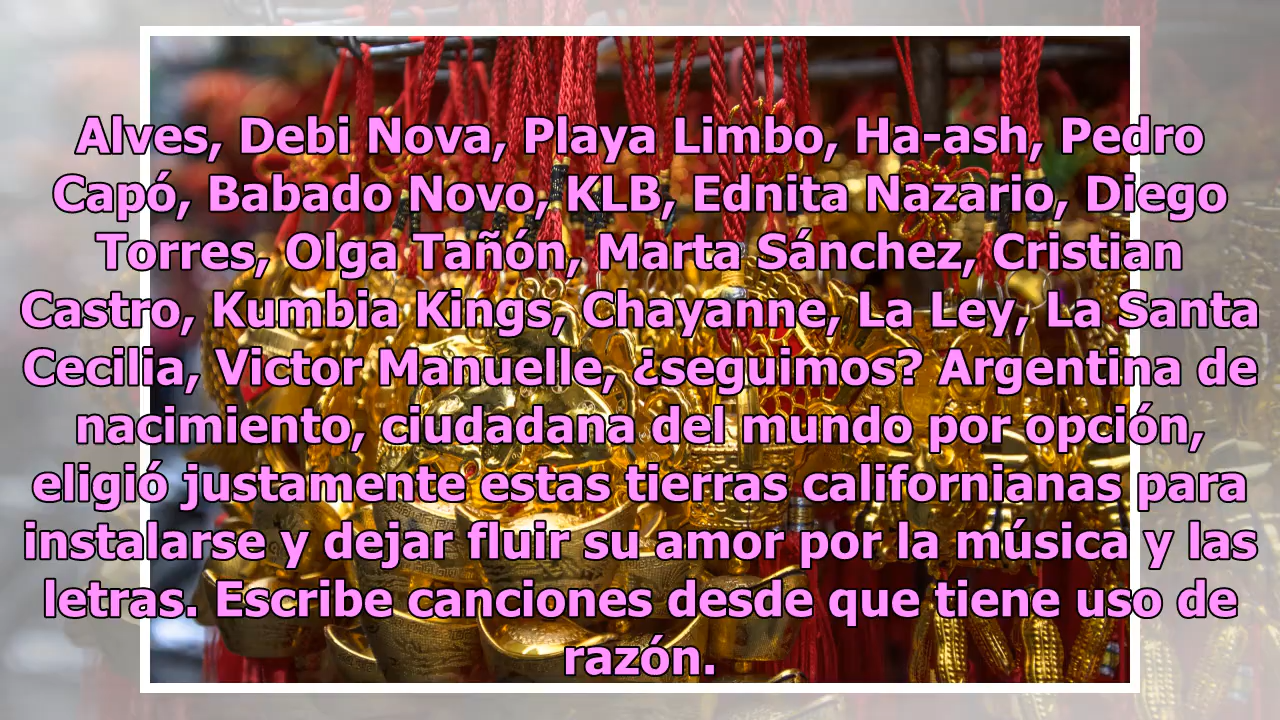 Alves, Debi Nova, Playa Limbo, Ha-ash, Pedro
Capó, Babado Novo, KLB, Ednita Nazario, Diego
Torres, Olga Tañón, Marta Sánchez, Cristian
Castro, Kumbia Kings, Chayanne, La Ley, La Santa
Cecilia, Victor Manuelle, ¿seguimos? Argentina de
nacimiento, ciudadana del mundo por opción,
eligió justamente estas tierras californianas para
instalarse y dejar fluir su amor por la música y las
letras. Escribe canciones desde que tiene uso de
razón.